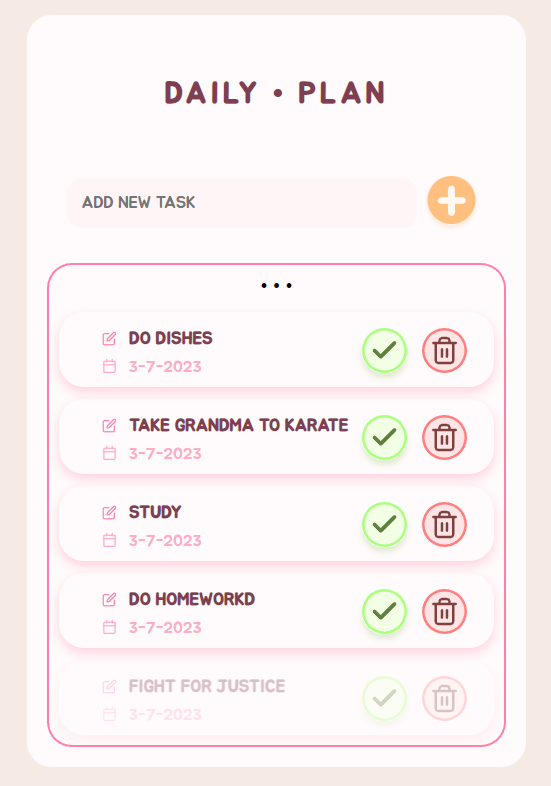 DAILY • PLAN
ADD NEW TASK
•••
DO DISHES
3-7-2023
TAKE GRANDMA TO KARATE
3-7-2023
STUDY
3-7-2023
DO HOMEWORKD
3-7-2023
FIGHT FOR JUSTICE
3-7-2023